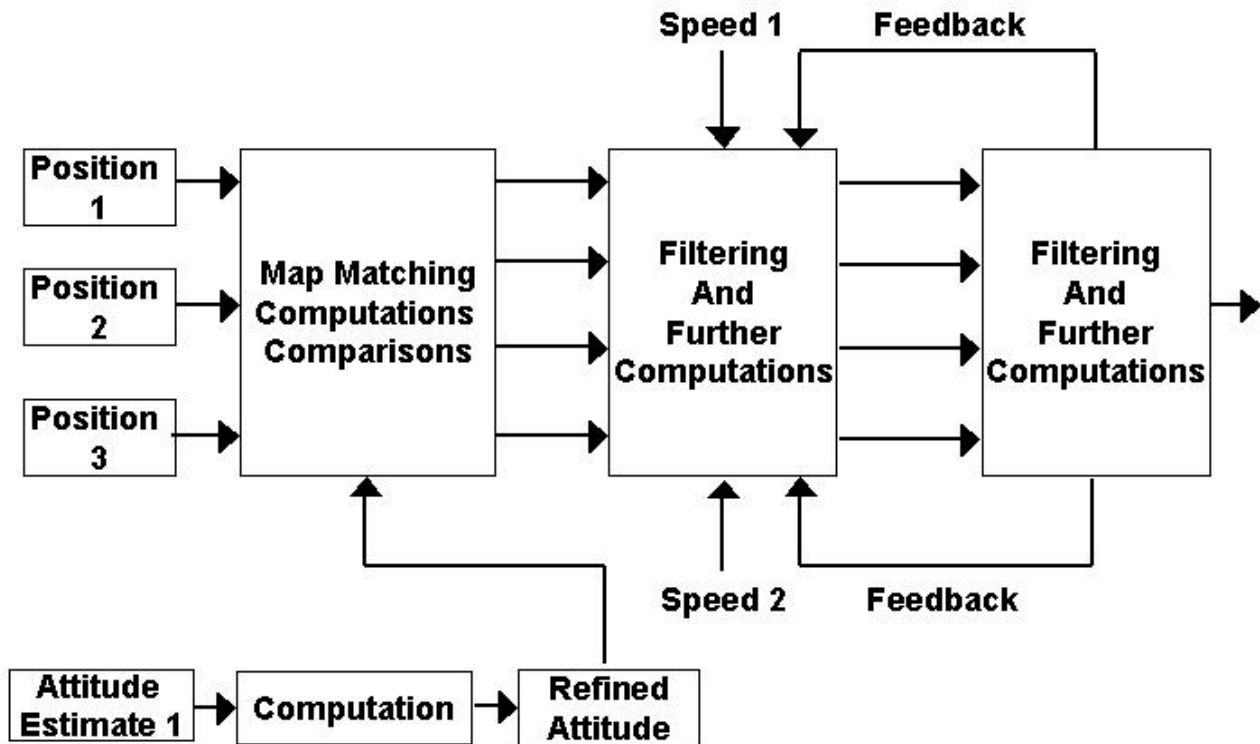 Speed 1
Feedback
Position
1
Position
2
Position
3
Map Matching
Computations
Comparisons
Filtering
And
Further
Computations
Filtering
And
Further
Computations
Speed 2
Feedback
Attitude
Estimate 1
Computation
Refined
Attitude